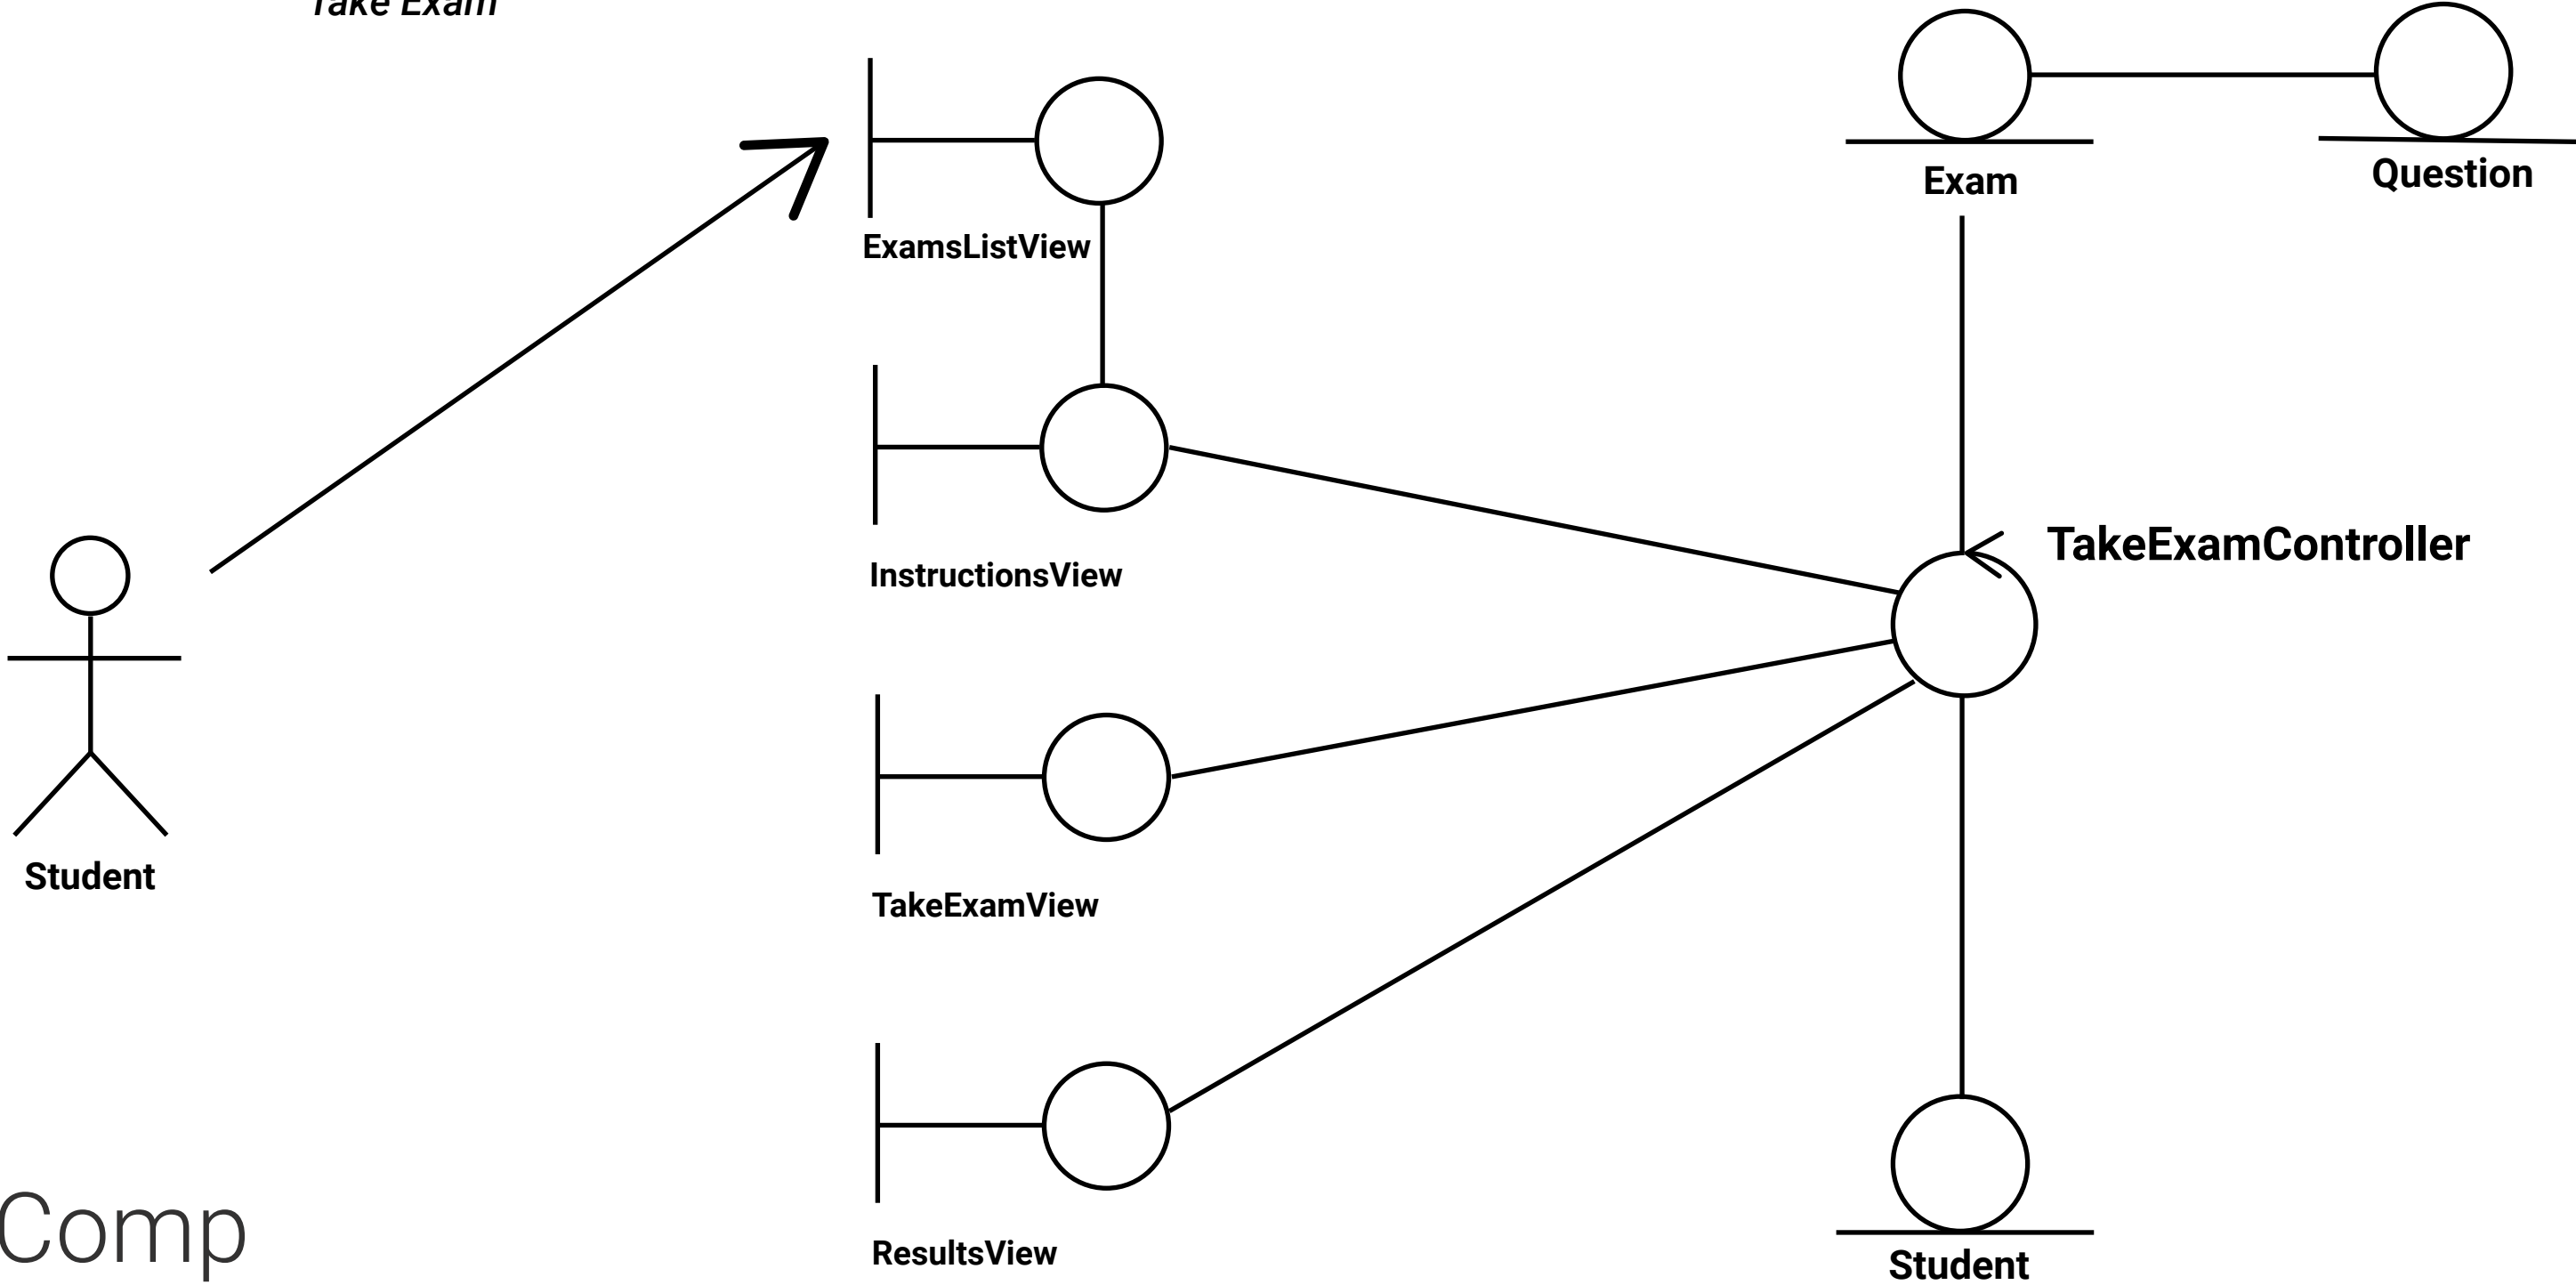 Take Exam
Exam
Question
ExamsListView
TakeExamController
InstructionsView
Student
TakeExamView
Comp
ResultsView
Student